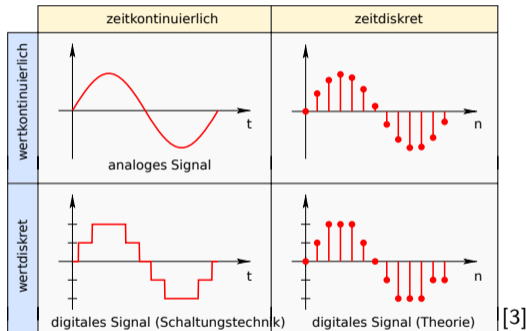 zeitkontinuierlich
zeitdiskret
wertkontinuierlich
t
analoges Signal
n
wertdiskret
t
digitales Signal (Schaltungstechnik)
n
digitales Signal (Theorie)
[3]